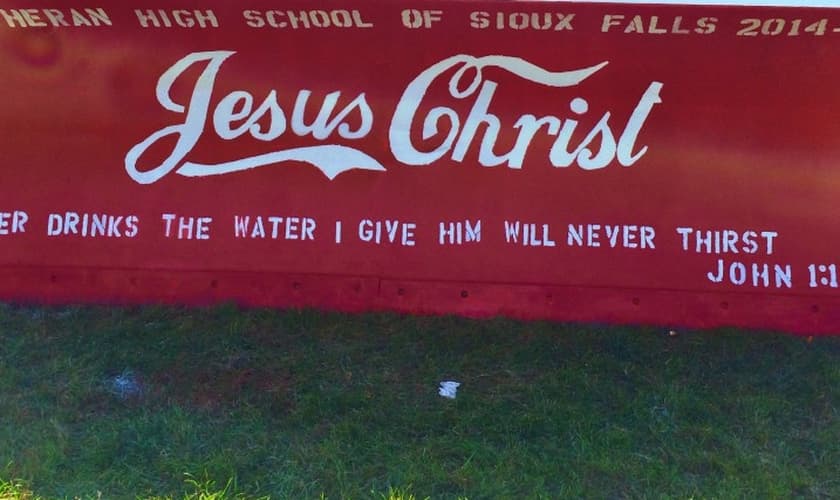 HERAN HIGH SCHOOL OF SIOUX FALLS 2014-
Jesus Christ
ER DRINKS THE WATER I GIVE HIM WILL NEVER THIRST
JOHN 1:1